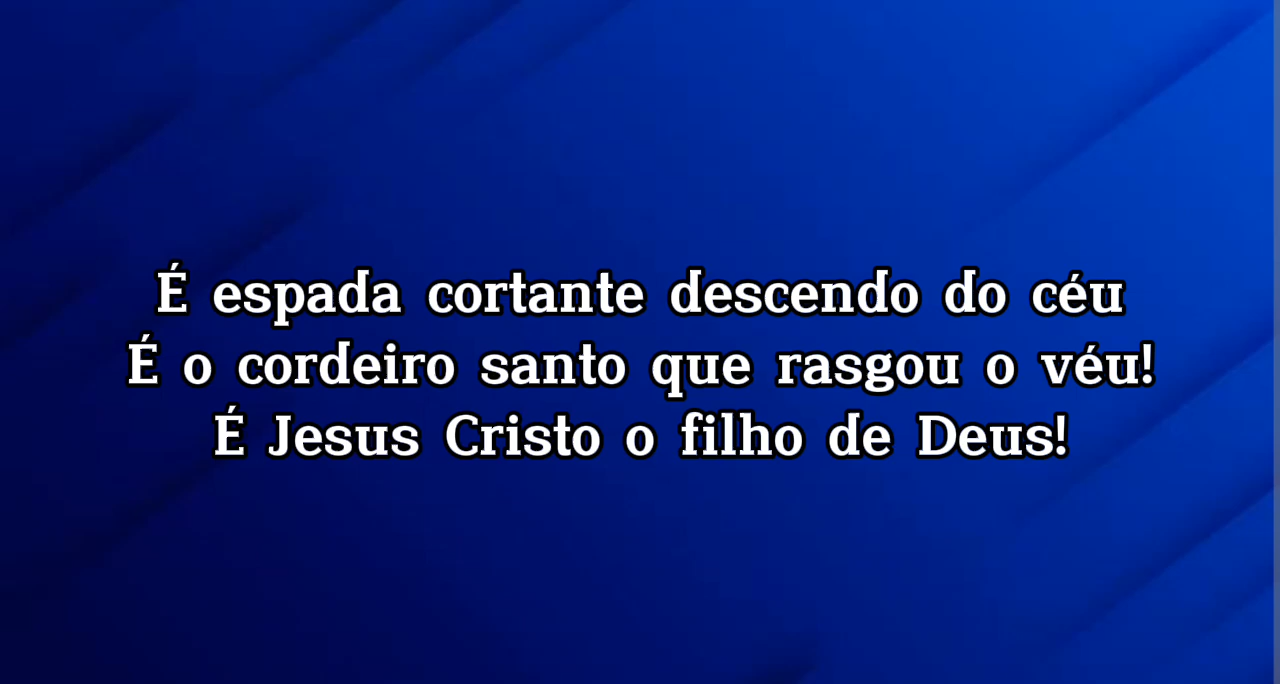 É espada cortante descendo do céu
É o cordeiro santo que rasgou o véu!
É Jesus Cristo o filho de Deus!